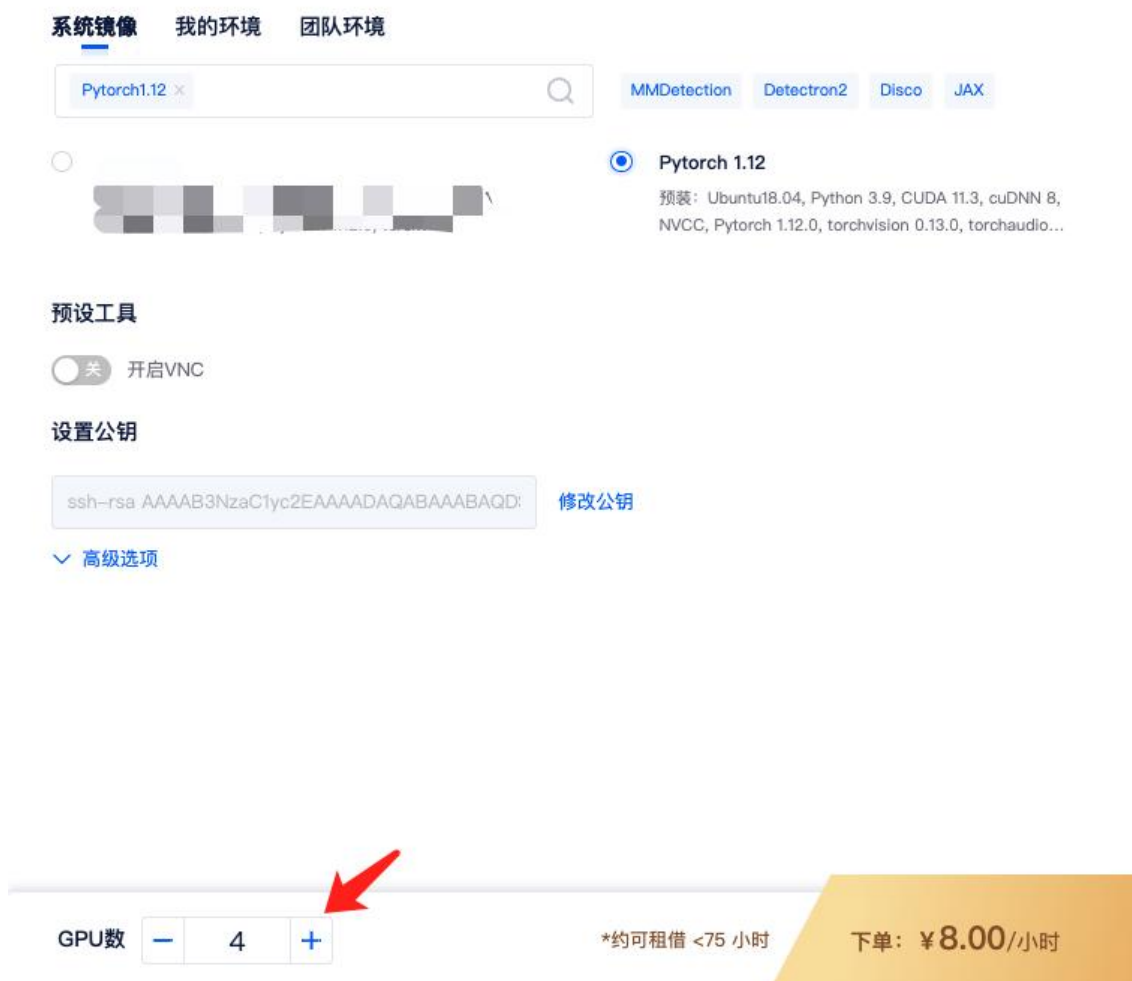 系统镜像 我的环境 团队环境
Pytorch1.12 × MMDetection Detectron2 Disco JAX
Pytorch 1.12
预装：Ubuntu18.04, Python 3.9, CUDA 11.3, cuDNN 8,
NVCC, Pytorch 1.12.0, torchvision 0.13.0, torchaudio...
预设工具
关 开启VNC
设置公钥
ssh-rsa AAAAB3NzaC1yc2EAAAADAQABAAABAQD 修改公钥
高级选项
GPU数 − 4 + *约可租借 <75 小时 下单：¥8.00/小时